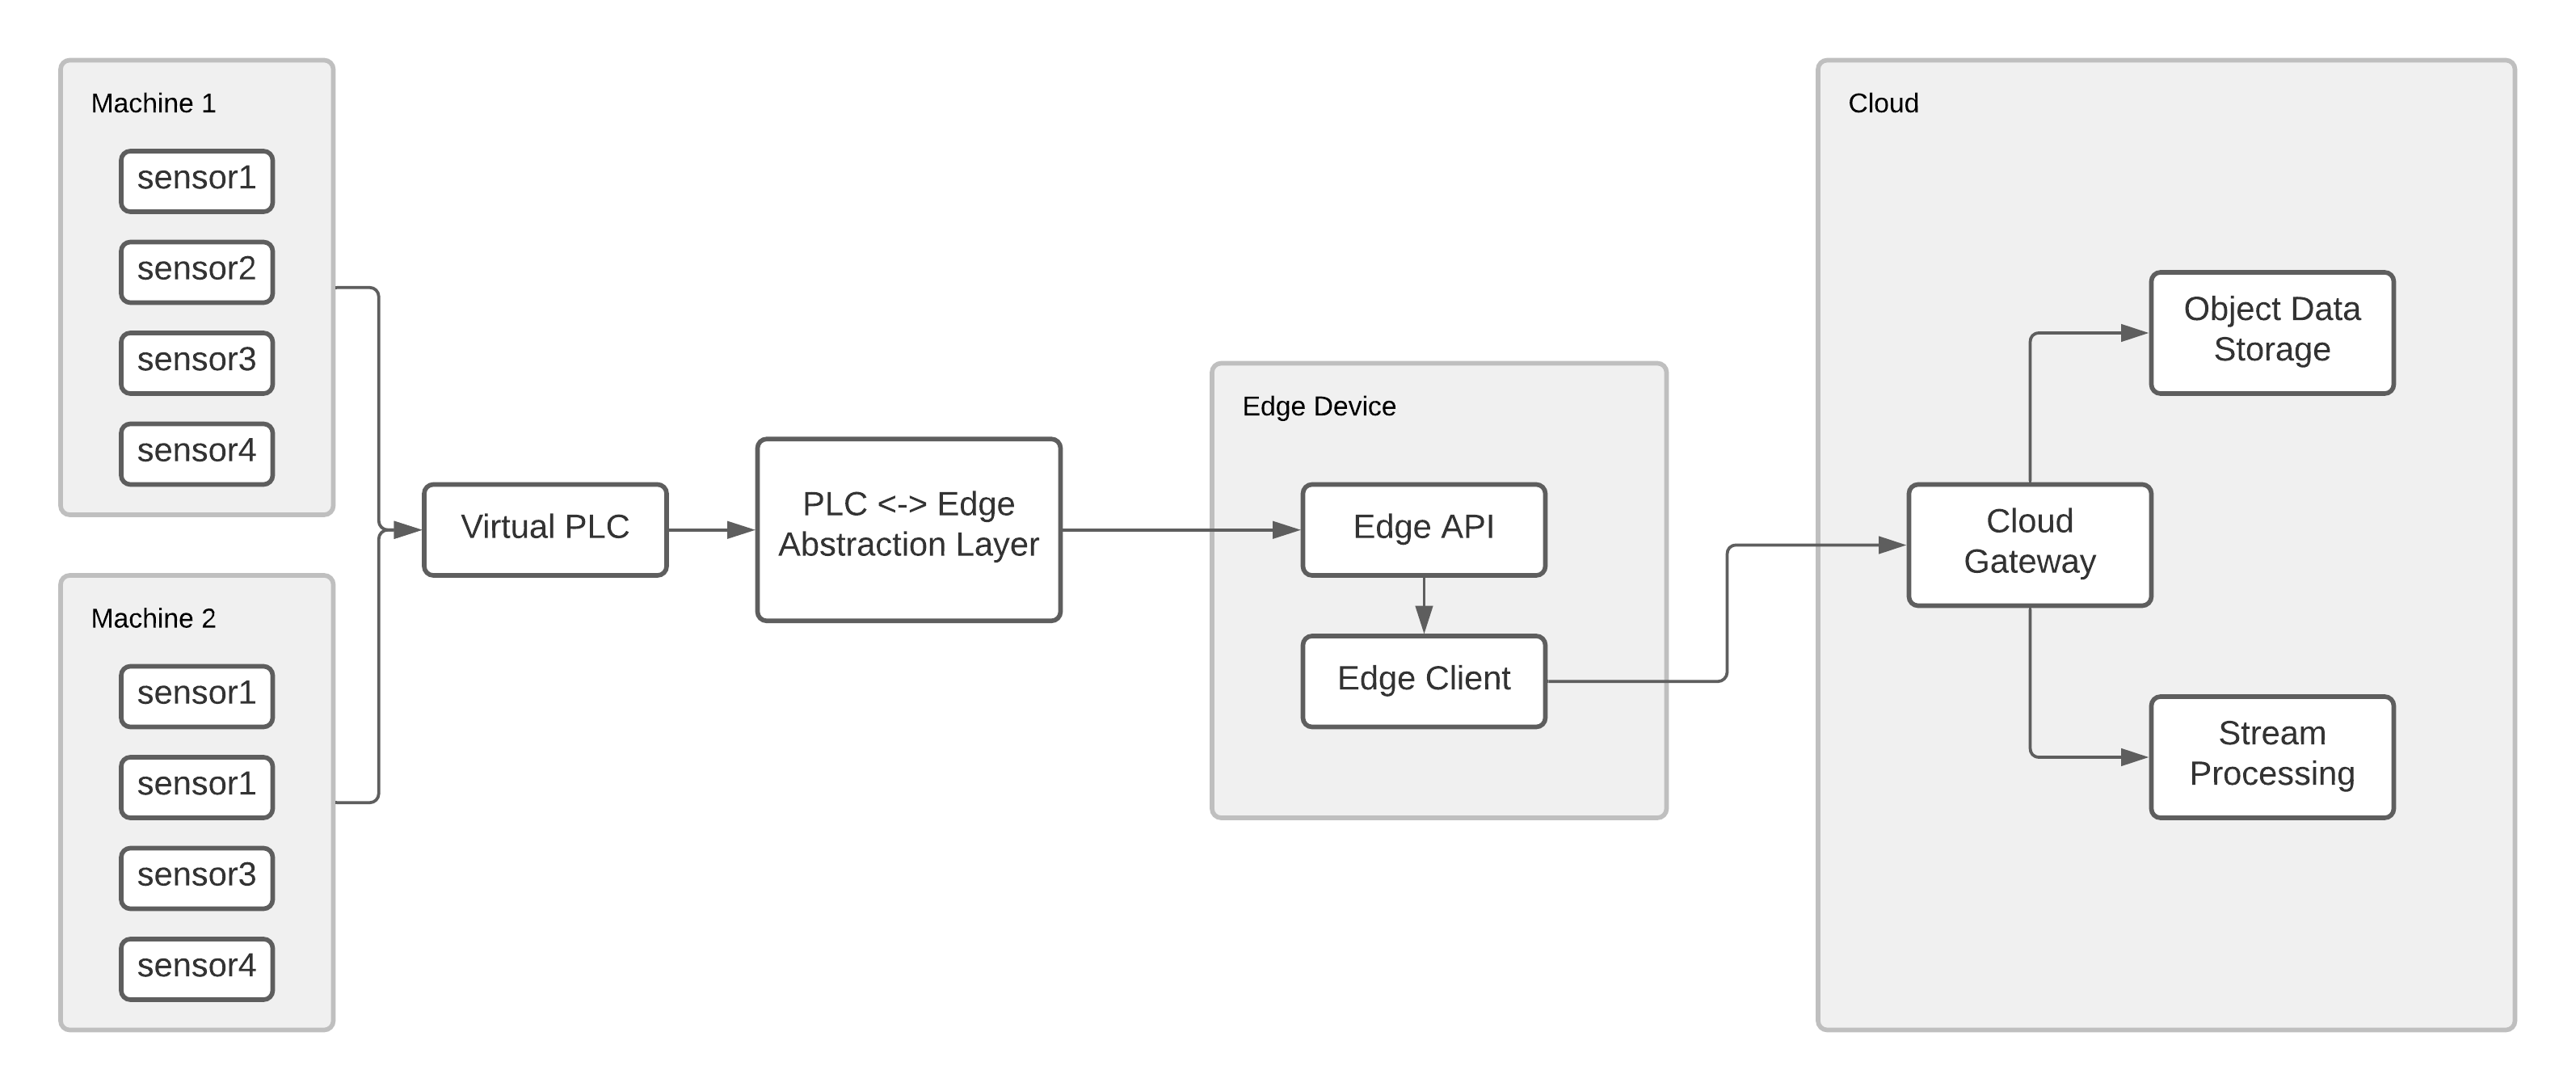 Machine 1
sensor1
sensor2
sensor3
sensor4
Machine 2
sensor1
sensor1
sensor3
sensor4
Virtual PLC
PLC <-> Edge
Abstraction Layer
Edge Device
Edge API
Edge Client
Cloud
Cloud
Gateway
Object Data
Storage
Stream
Processing